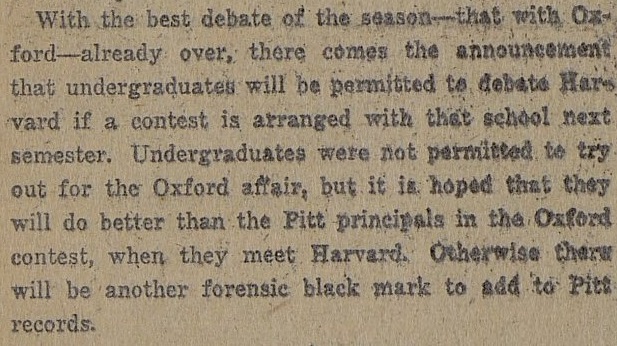 With the best debate of the season—that with Ox-
ford—already over, there comes the announcement
that undergraduates will be permitted to debate Har-
vard if a contest is arranged with that school next
semester. Undergraduates were not permitted to try
out for the Oxford affair, but it is hoped that they
will do better than the Pitt principals in the Oxford
contest, when they meet Harvard. Otherwise there
will be another forensic black mark to add to Pitt
records.